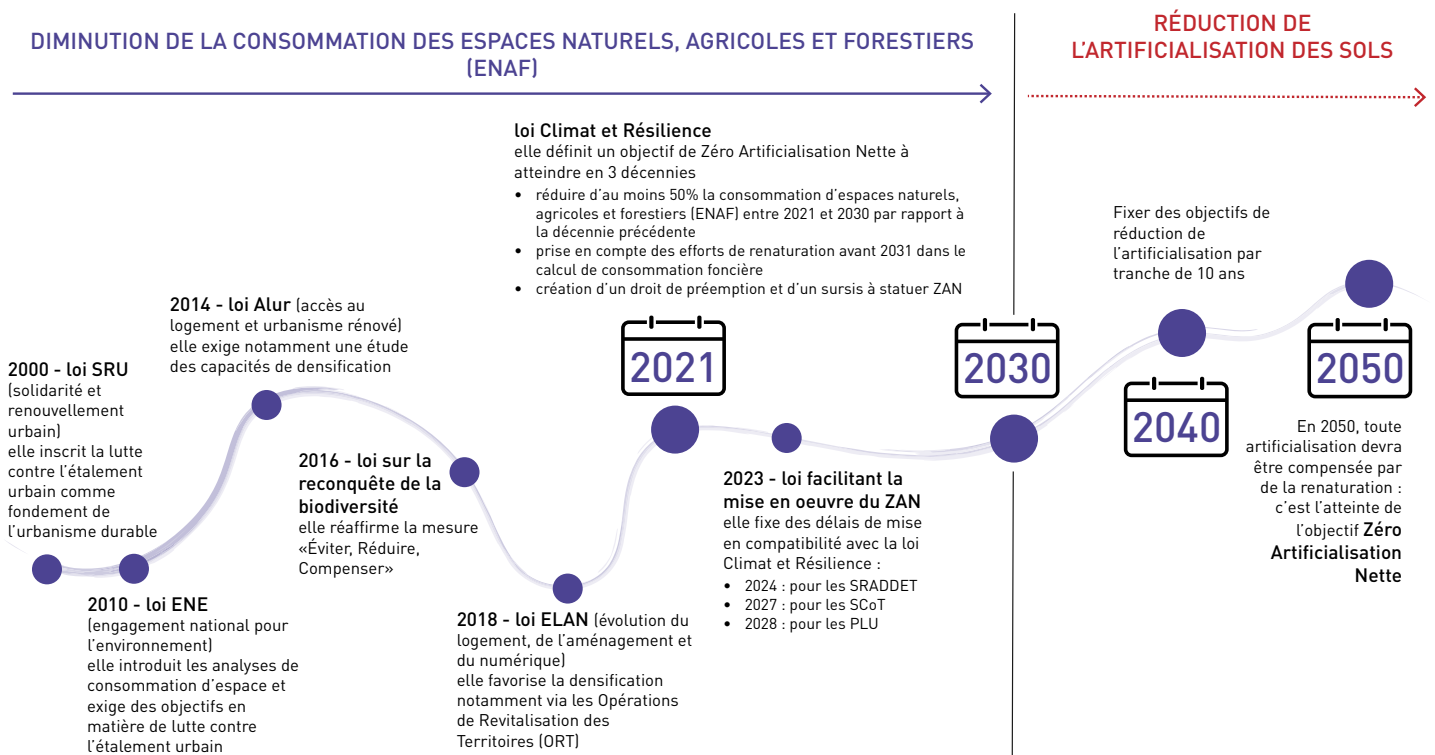 DIMINUTION DE LA CONSOMMATION DES ESPACES NATURELS, AGRICOLES ET FORESTIERS
(ENAF)
RÉDUCTION DE
L'ARTIFICIALISATION DES SOLS
2000 - loi SRU
(solidarité et
renouvellement
urbain)
elle inscrit la lutte
contre l'étalement
urbain comme
fondement de
l'urbanisme durable
2010 - loi ENE
(engagement national pour
l'environnement)
elle introduit les analyses de
consommation d'espace et
exige des objectifs en
matière de lutte contre
l'étalement urbain
2014 - loi Alur (accès au
logement et urbanisme rénové)
elle exige notamment une étude
des capacités de densification
2016 - loi sur la
reconquête de la
biodiversité
elle réaffirme la mesure
«Éviter, Réduire,
Compenser»
2018 - loi ELAN (évolution du
logement, de l'aménagement et
du numérique)
elle favorise la densification
notamment via les Opérations
de Revitalisation des
Territoires (ORT)
loi Climat et Résilience
elle définit un objectif de Zéro Artificialisation Nette à
atteindre en 3 décennies
• réduire d'au moins 50% la consommation d'espaces naturels,
agricoles et forestiers (ENAF) entre 2021 et 2030 par rapport à
la décennie précédente
• prise en compte des efforts de renaturation avant 2031 dans le
calcul de consommation foncière
• création d'un droit de préemption et d'un sursis à statuer ZAN
2021
2023 - loi facilitant la
mise en oeuvre du ZAN
elle fixe des délais de mise
en compatibilité avec la loi
Climat et Résilience :
• 2024 : pour les SRADDET
• 2027 : pour les SCoT
• 2028 : pour les PLU
2030
Fixer des objectifs de
réduction de
l'artificialisation par
tranche de 10 ans
2040
2050
En 2050, toute
artificialisation devra
être compensée par
de la renaturation :
c'est l'atteinte de
l'objectif Zéro
Artificialisation
Nette